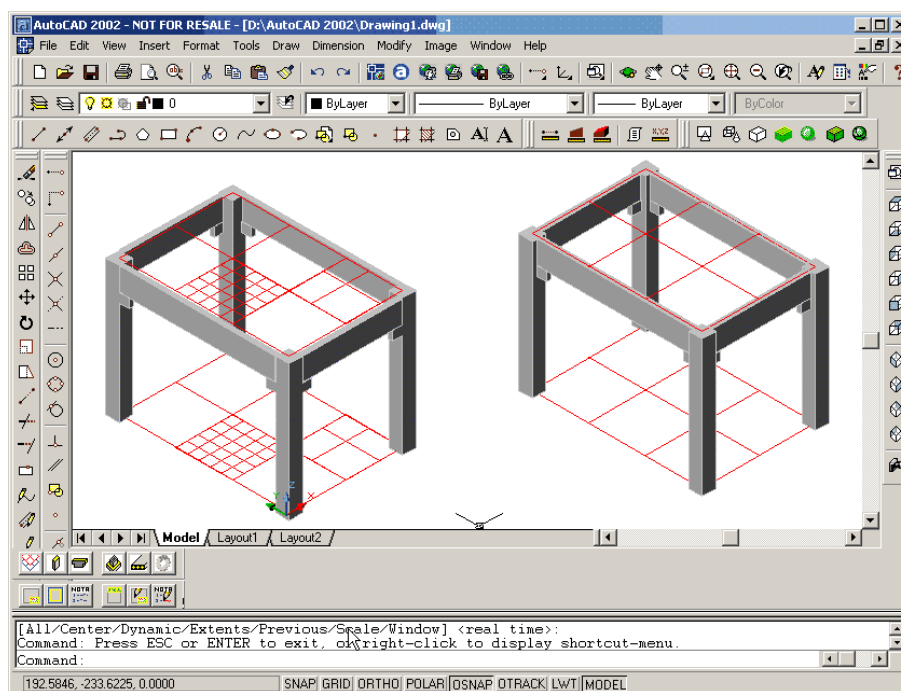 AutoCAD 2002 - NOT FOR RESALE - [D:\AutoCAD 2002\Drawing1.dwg]
File Edit View Insert Format Tools Draw Dimension Modify Image Window Help
0 ByLayer ByLayer ByLayer ByColor
A
X,Y,Z
Z
Y X
Model Layout1 Layout2
NOTA NOTA
[All/Center/Dynamic/Extents/Previous/Scale/Window] <real time>:
Command: Press ESC or ENTER to exit, or right-click to display shortcut-menu.
Command:
192.5846, -233.6225, 0.0000 SNAP GRID ORTHO POLAR OSNAP OTRACK LWT MODEL